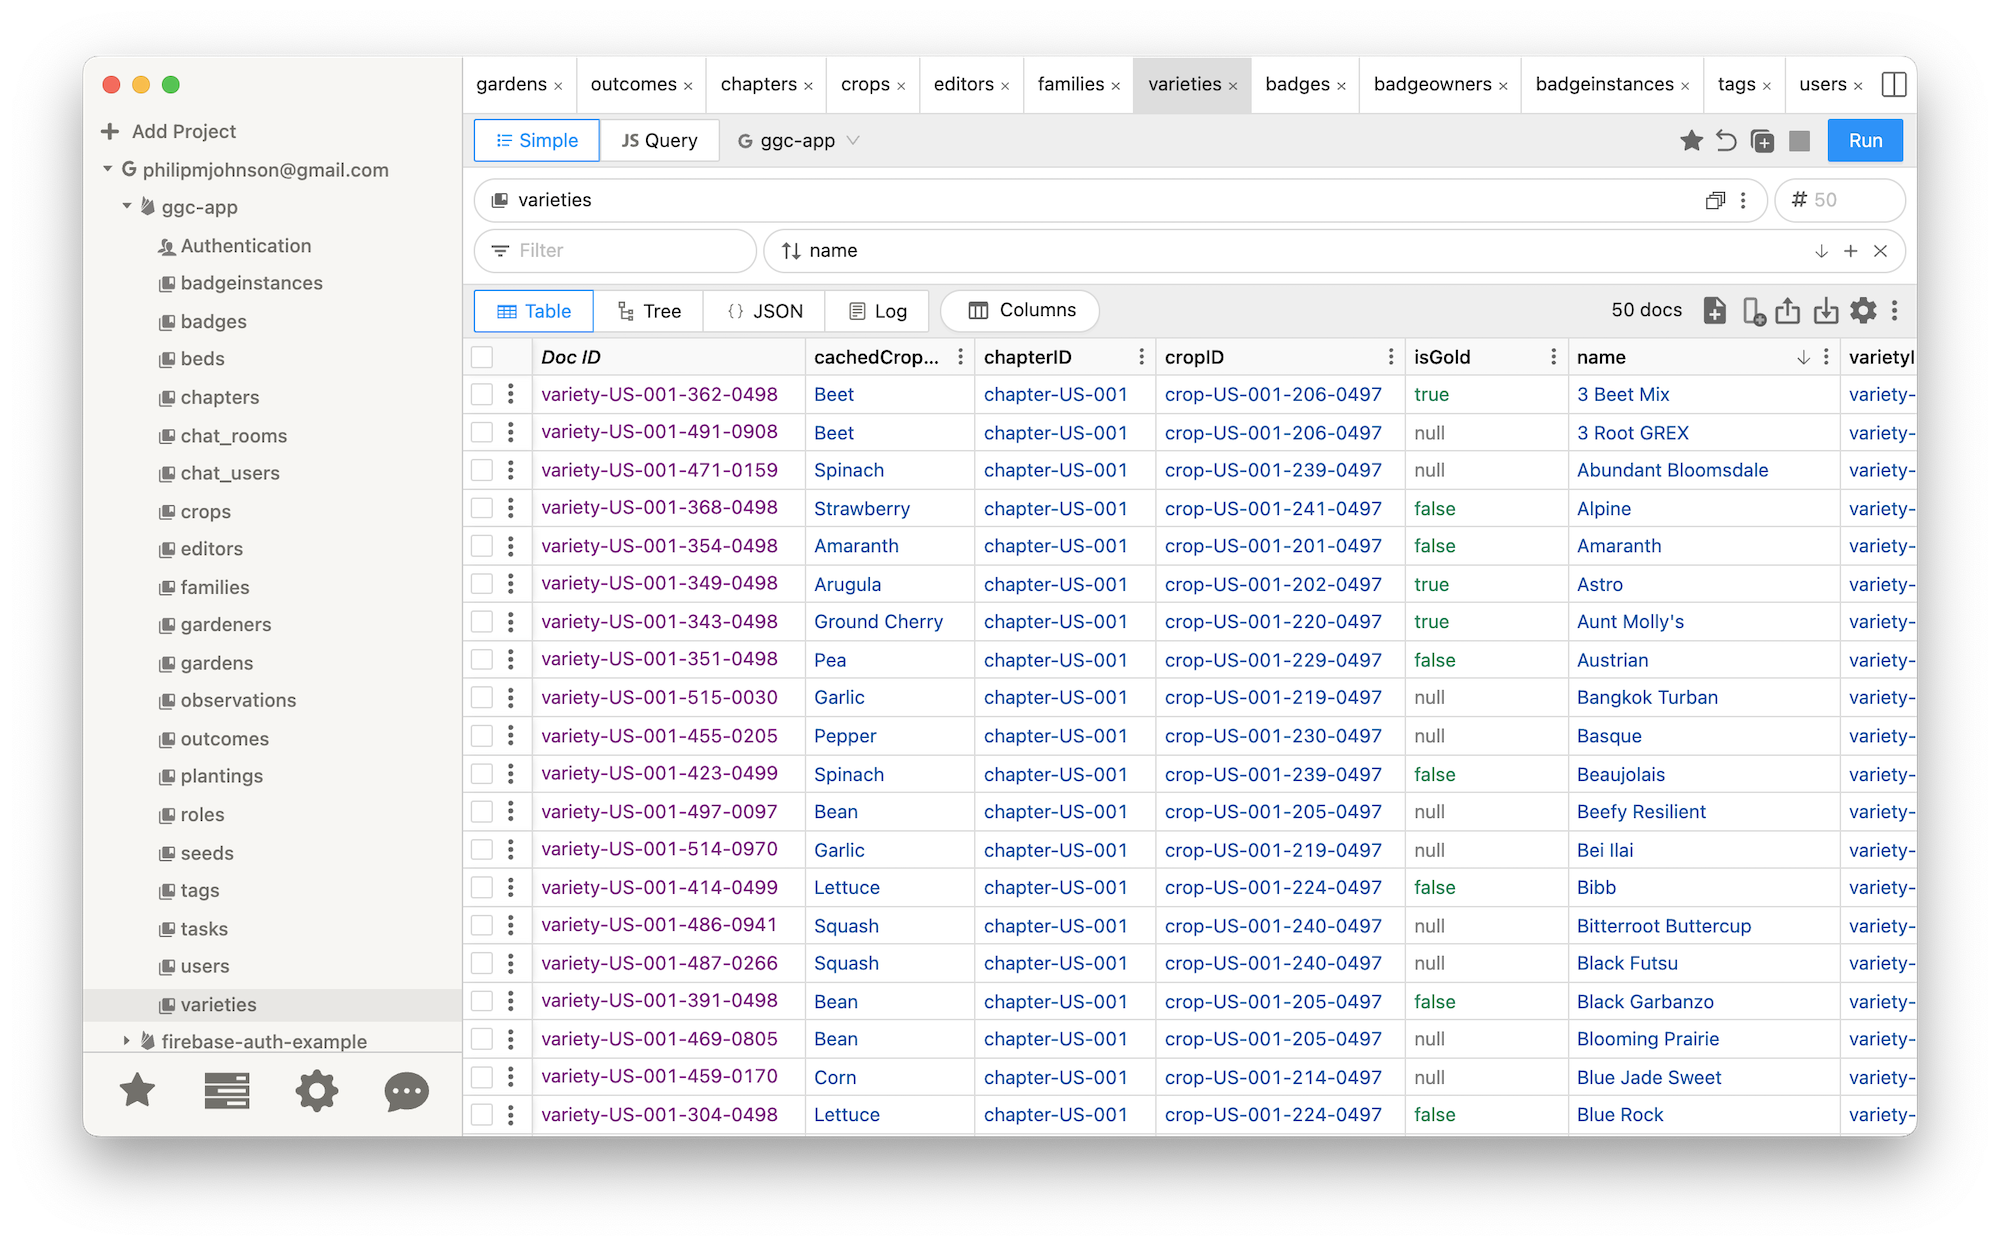 gardens × outcomes × chapters × crops × editors × families × varieties × badges × badgeowners × badgeinstances × tags × users ×
Add Project
G philipmjohnson@gmail.com
ggc-app
Authentication
badgeinstances
badges
beds
chapters
chat_rooms
chat_users
crops
editors
families
gardeners
gardens
observations
outcomes
plantings
roles
seeds
tags
tasks
users
varieties
firebase-auth-example
Simple JS Query G ggc-app Run
varieties # 50
Filter name
Table Tree {} JSON Log Columns 50 docs
Doc ID cachedCrop... chapterID cropID isGold name varietyI
variety-US-001-362-0498 Beet chapter-US-001 crop-US-001-206-0497 true 3 Beet Mix variety-
variety-US-001-491-0908 Beet chapter-US-001 crop-US-001-206-0497 null 3 Root GREX variety-
variety-US-001-471-0159 Spinach chapter-US-001 crop-US-001-239-0497 null Abundant Bloomsdale variety-
variety-US-001-368-0498 Strawberry chapter-US-001 crop-US-001-241-0497 false Alpine variety-
variety-US-001-354-0498 Amaranth chapter-US-001 crop-US-001-201-0497 false Amaranth variety-
variety-US-001-349-0498 Arugula chapter-US-001 crop-US-001-202-0497 true Astro variety-
variety-US-001-343-0498 Ground Cherry chapter-US-001 crop-US-001-220-0497 true Aunt Molly's variety-
variety-US-001-351-0498 Pea chapter-US-001 crop-US-001-229-0497 false Austrian variety-
variety-US-001-515-0030 Garlic chapter-US-001 crop-US-001-219-0497 null Bangkok Turban variety-
variety-US-001-455-0205 Pepper chapter-US-001 crop-US-001-230-0497 null Basque variety-
variety-US-001-423-0499 Spinach chapter-US-001 crop-US-001-239-0497 false Beaujolais variety-
variety-US-001-497-0097 Bean chapter-US-001 crop-US-001-205-0497 null Beefy Resilient variety-
variety-US-001-514-0970 Garlic chapter-US-001 crop-US-001-219-0497 null Bei Ilai variety-
variety-US-001-414-0499 Lettuce chapter-US-001 crop-US-001-224-0497 false Bibb variety-
variety-US-001-486-0941 Squash chapter-US-001 crop-US-001-240-0497 null Bitterroot Buttercup variety-
variety-US-001-487-0266 Squash chapter-US-001 crop-US-001-240-0497 null Black Futsu variety-
variety-US-001-391-0498 Bean chapter-US-001 crop-US-001-205-0497 false Black Garbanzo variety-
variety-US-001-469-0805 Bean chapter-US-001 crop-US-001-205-0497 null Blooming Prairie variety-
variety-US-001-459-0170 Corn chapter-US-001 crop-US-001-214-0497 null Blue Jade Sweet variety-
variety-US-001-304-0498 Lettuce chapter-US-001 crop-US-001-224-0497 false Blue Rock variety-